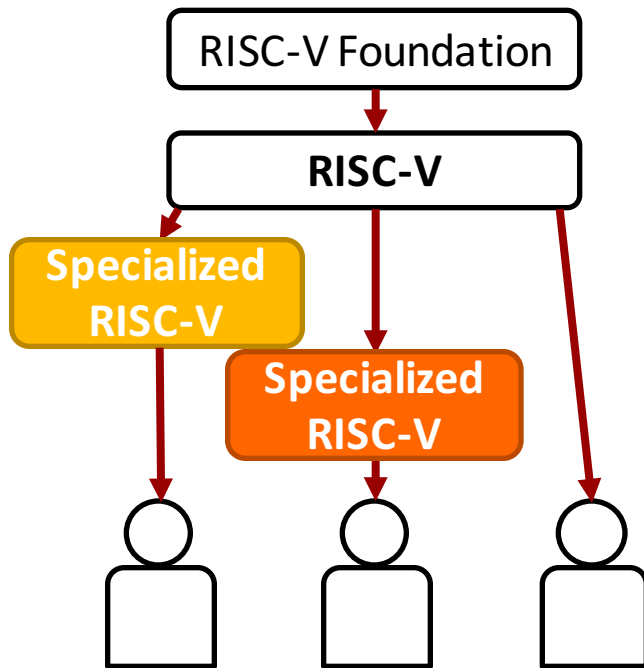 RISC-V Foundation
RISC-V
Specialized
RISC-V
Specialized
RISC-V